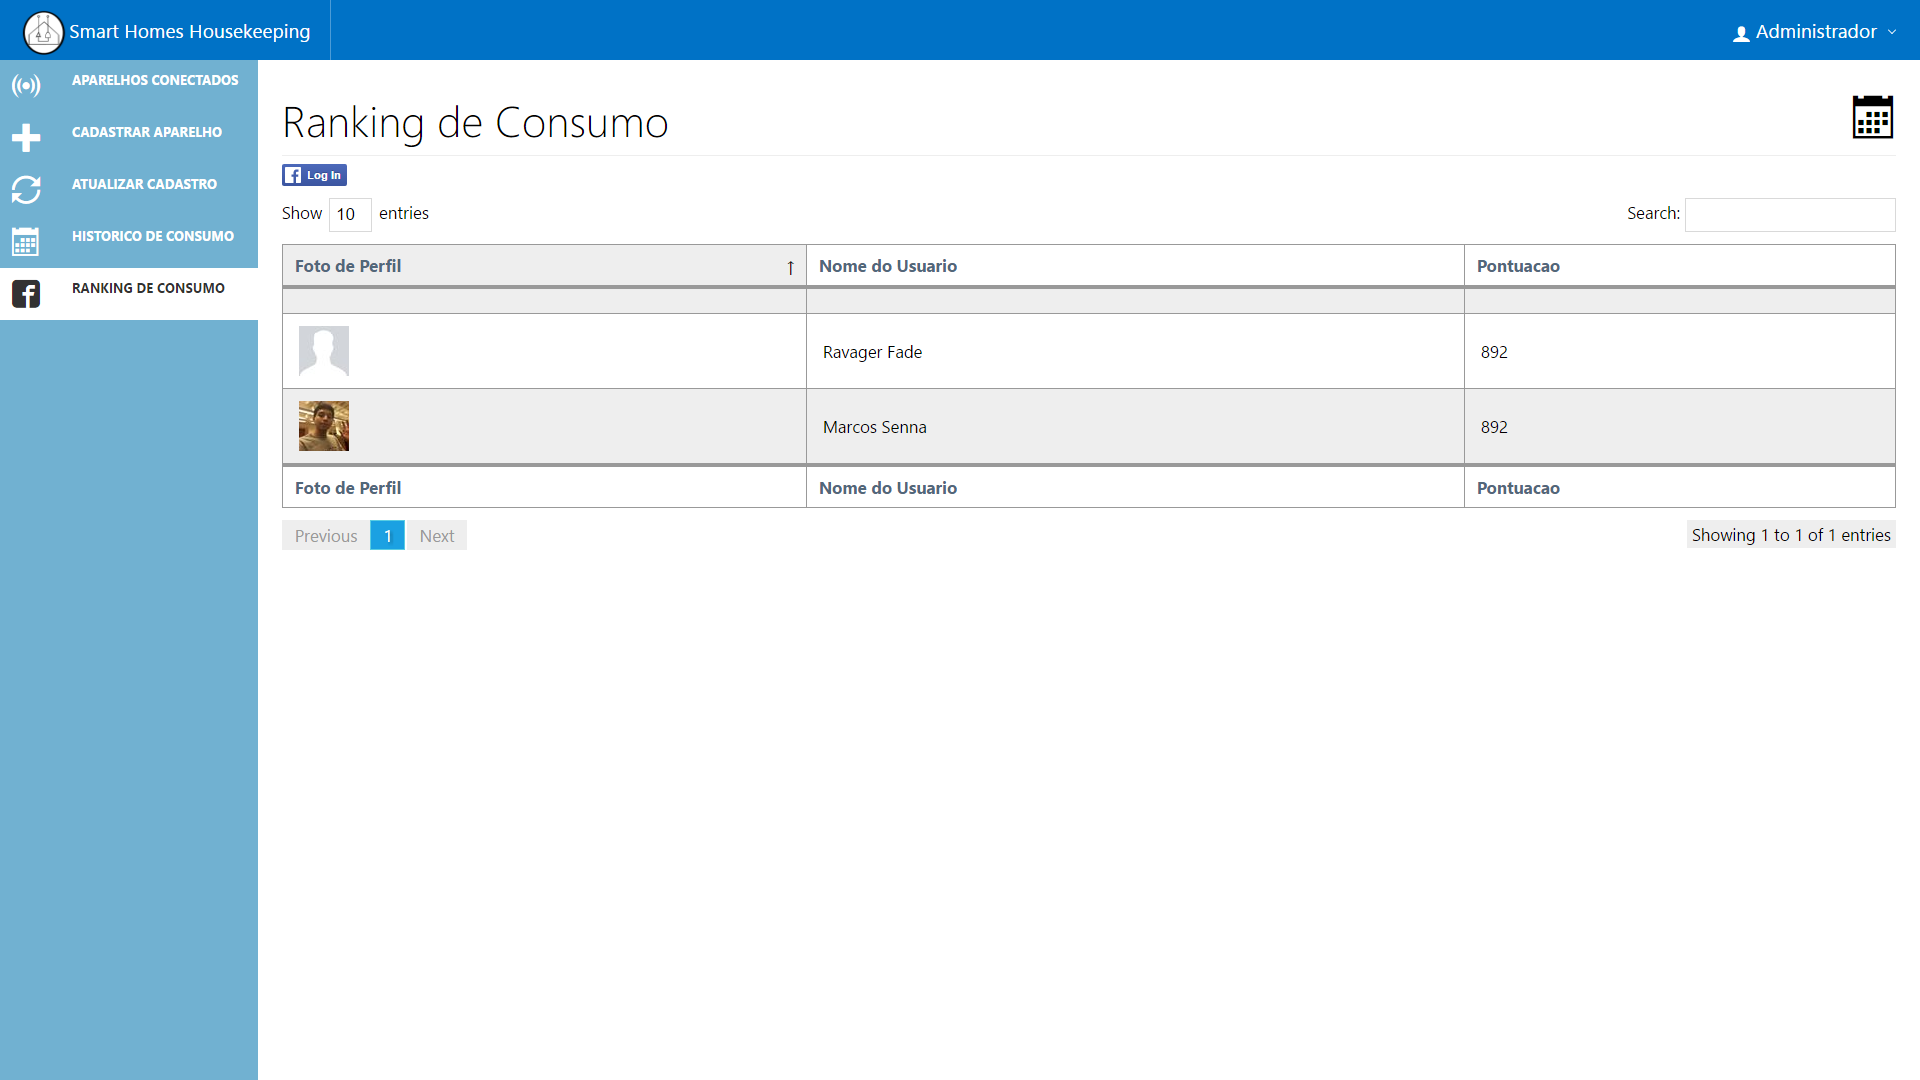 Smart Homes Housekeeping
Administrador
APARELHOS CONECTADOS
CADASTRAR APARELHO
ATUALIZAR CADASTRO
HISTORICO DE CONSUMO
RANKING DE CONSUMO
Ranking de Consumo
Log In
Show 10 entries
Search:
Foto de Perfil ↑ Nome do Usuario Pontuacao
Ravager Fade 892
Marcos Senna 892
Foto de Perfil Nome do Usuario Pontuacao
Previous 1 Next
Showing 1 to 1 of 1 entries